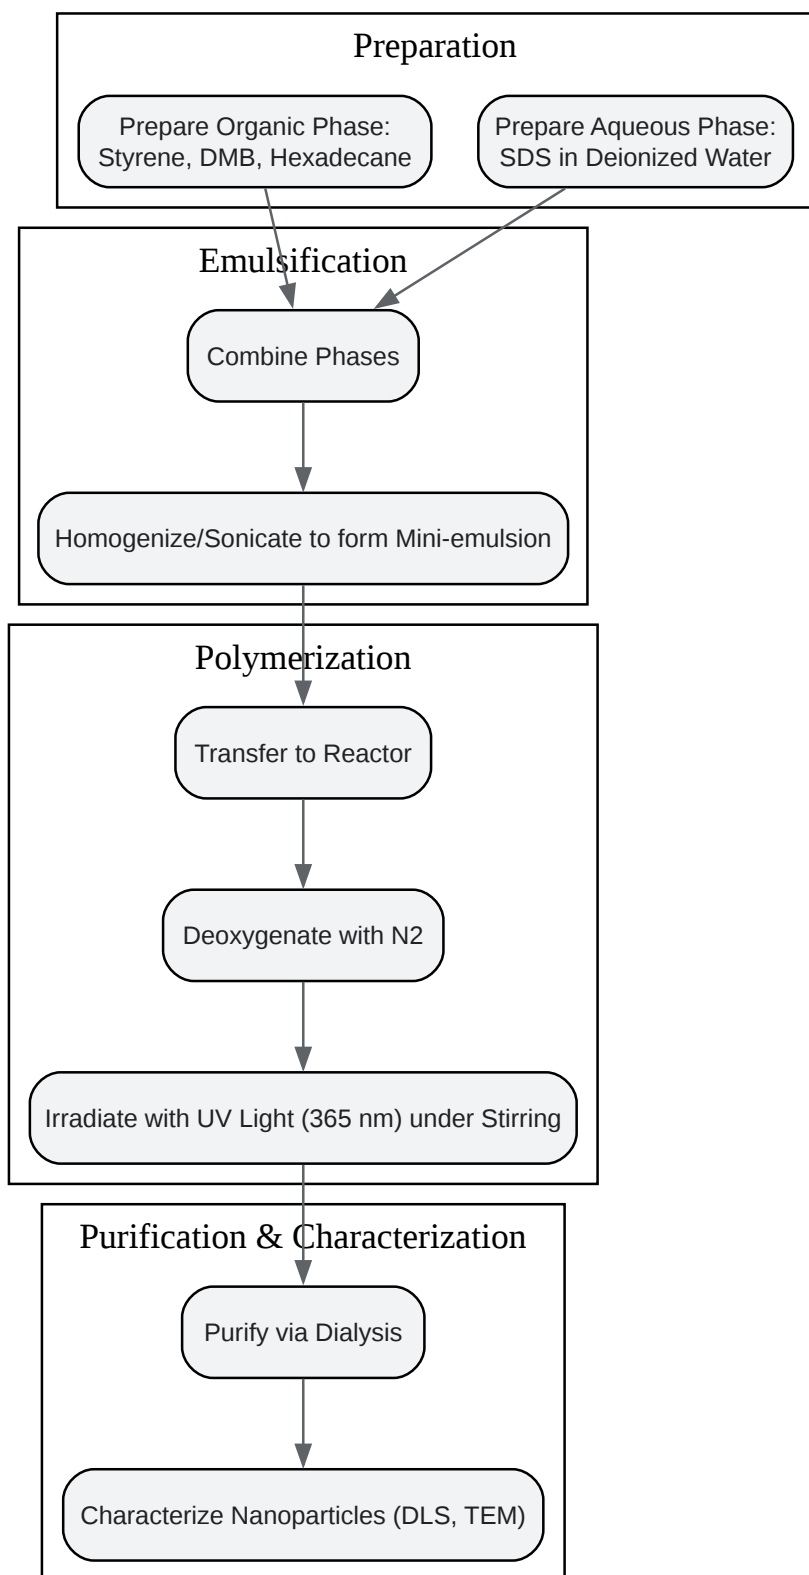 Preparation
Prepare Organic Phase:
Styrene, DMB, Hexadecane
Prepare Aqueous Phase:
SDS in Deionized Water
Emulsification
Combine Phases
Homogenize/Sonicate to form Mini-emulsion
Polymerization
Transfer to Reactor
Deoxygenate with N2
Irradiate with UV Light (365 nm) under Stirring
Purification & Characterization
Purify via Dialysis
Characterize Nanoparticles (DLS, TEM)